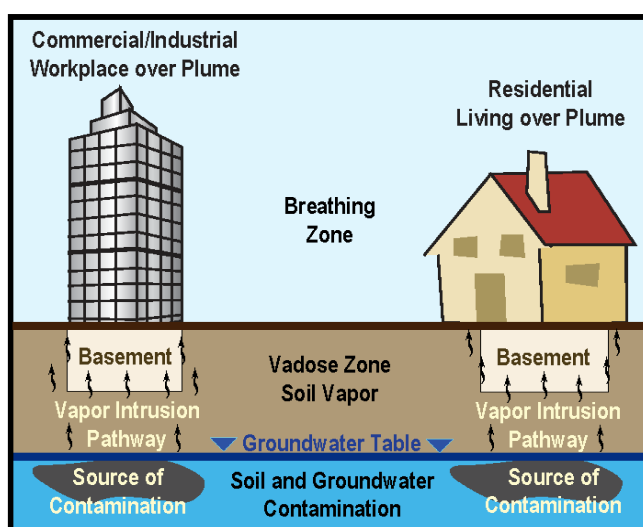 Commercial/Industrial
Workplace over Plume
Residential
Living over Plume
Breathing
Zone
Basement
Vadose Zone
Soil Vapor
Basement
Vapor Intrusion
Pathway
Groundwater Table
Vapor Intrusion
Pathway
Source of
Contamination
Soil and Groundwater
Contamination
Source of
Contamination